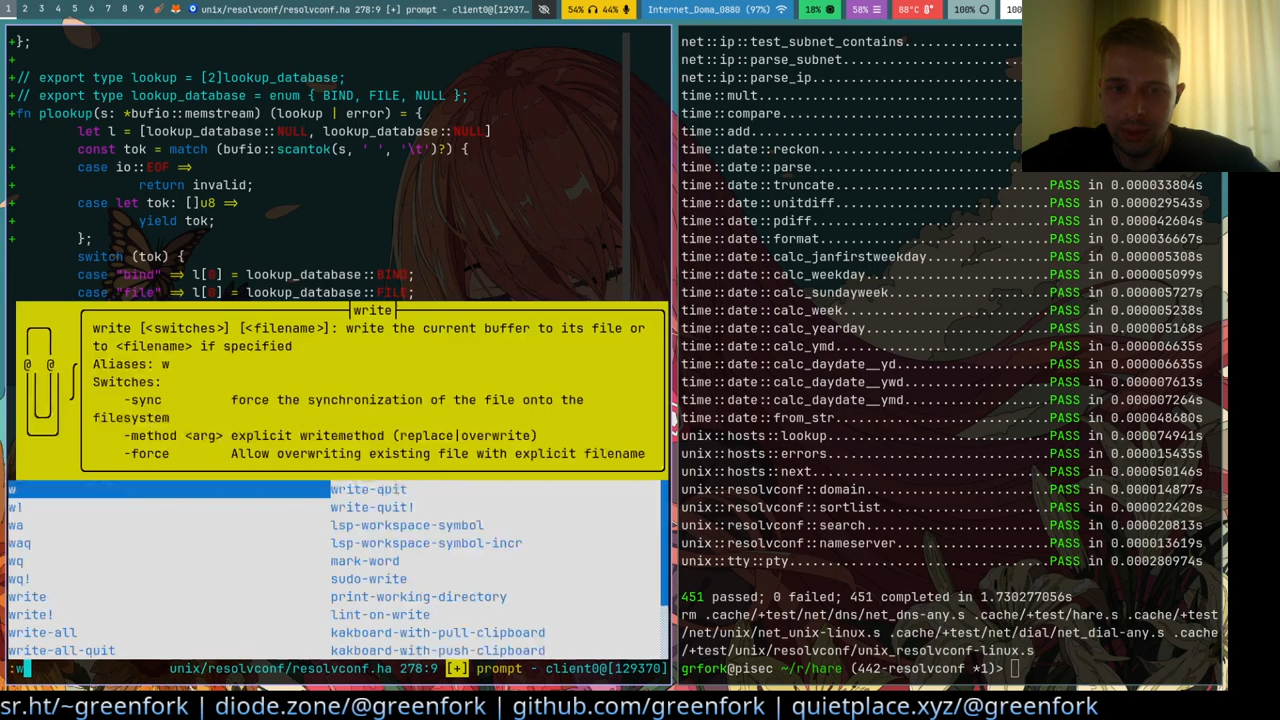 1 2 3 4 5 6 7 8 9 unix/resolvconf/resolvconf.ha 278:9 [+] prompt - client0@[12937… 54% 44% Internet_Doma_0880 (97%) 18% 58% 88°C 100% 100
+};
+
+// export type lookup = [2]lookup_database;
+// export type lookup_database = enum { BIND, FILE, NULL };
+fn plookup(s: *bufio::memstream) (lookup | error) = {
let l = [lookup_database::NULL, lookup_database::NULL]
+ const tok = match (bufio::scantok(s, ' ', '\t')?) {
+ case io::EOF =>
+ return invalid;
+ case let tok: []u8 =>
+ yield tok;
+ };
switch (tok) {
case "bind" => l[0] = lookup_database::BIND;
case "file" => l[0] = lookup_database::FILE;
write
write [<switches>] [<filename>]: write the current buffer to its file or
to <filename> if specified
Aliases: w
Switches:
-sync force the synchronization of the file onto the
filesystem
-method <arg> explicit writemethod (replace|overwrite)
-force Allow overwriting existing file with explicit filename
w write-quit
w! write-quit!
wa lsp-workspace-symbol
waq lsp-workspace-symbol-incr
wq mark-word
wq! sudo-write
write print-working-directory
write! lint-on-write
write-all kakboard-with-pull-clipboard
write-all-quit kakboard-with-push-clipboard
:w unix/resolvconf/resolvconf.ha 278:9 [+] prompt - client0@[129370]
net::ip::test_subnet_contains
net::ip::parse_subnet
net::ip::parse_ip
time::mult
time::compare
time::add
time::date::reckon
time::date::parse
time::date::truncate...........................PASS in 0.000033804s
time::date::unitdiff...........................PASS in 0.000029543s
time::date::pdiff..............................PASS in 0.000042604s
time::date::format.............................PASS in 0.000036667s
time::date::calc_janfirstweekday...............PASS in 0.000005308s
time::date::calc_weekday.......................PASS in 0.000005099s
time::date::calc_sundayweek....................PASS in 0.000005727s
time::date::calc_week..........................PASS in 0.000005238s
time::date::calc_yearday.......................PASS in 0.000005168s
time::date::calc_ymd...........................PASS in 0.000006635s
time::date::calc_daydate__yd...................PASS in 0.000006635s
time::date::calc_daydate__ywd..................PASS in 0.000007613s
time::date::calc_daydate__ymd..................PASS in 0.000007264s
time::date::from_str...........................PASS in 0.000048680s
unix::hosts::lookup............................PASS in 0.000074941s
unix::hosts::errors............................PASS in 0.000015435s
unix::hosts::next..............................PASS in 0.000050146s
unix::resolvconf::domain.......................PASS in 0.000014877s
unix::resolvconf::sortlist.....................PASS in 0.000022420s
unix::resolvconf::search.......................PASS in 0.000020813s
unix::resolvconf::nameserver...................PASS in 0.000013619s
unix::tty::pty.................................PASS in 0.000280974s
451 passed; 0 failed; 451 completed in 1.730277056s
rm .cache/+test/net/dns/net_dns-any.s .cache/+test/hare.s .cache/+test
/net/unix/net_unix-linux.s .cache/+test/net/dial/net_dial-any.s .cache
/+test/unix/resolvconf/unix_resolvconf-linux.s
grfork@pisec ~/r/hare (442-resolvconf *1)>
sr.ht/~greenfork | diode.zone/@greenfork | github.com/greenfork | quietplace.xyz/@greenfork